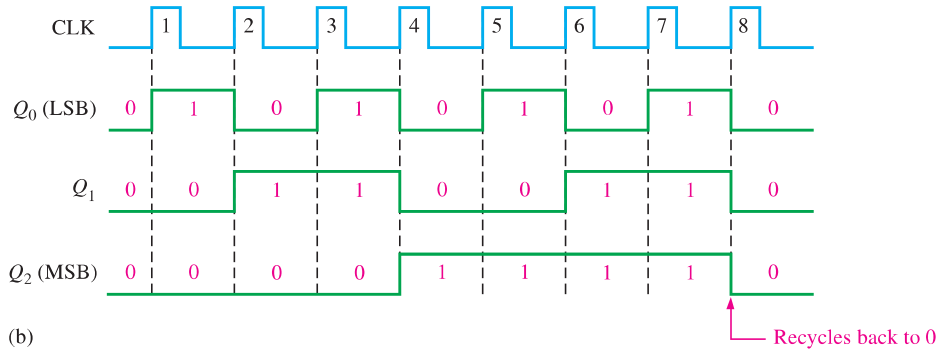 CLK 1 2 3 4 5 6 7 8
Q0 (LSB) 0 1 0 1 0 1 0 1 0
Q1 0 0 1 1 0 0 1 1 0
Q2 (MSB) 0 0 0 0 1 1 1 1 0
(b) Recycles back to 0